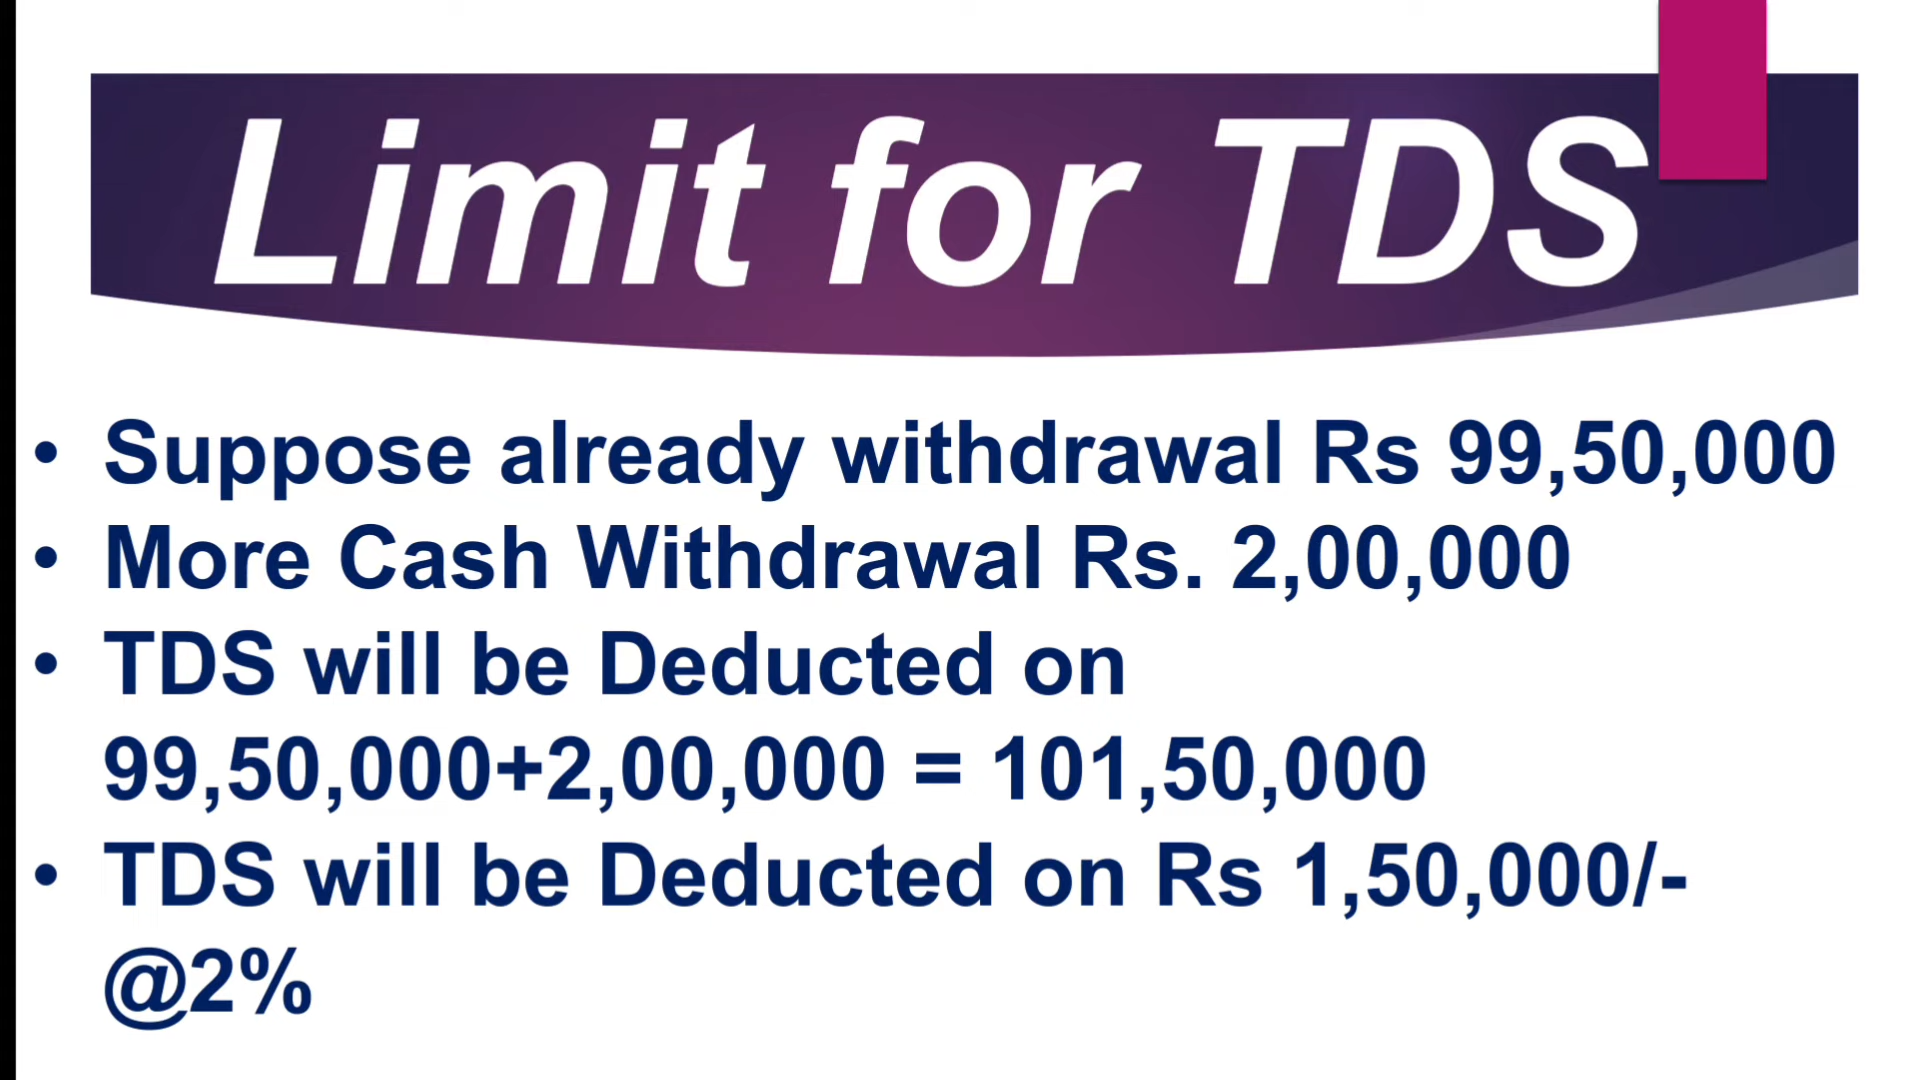 Limit for TDS
• Suppose already withdrawal Rs 99,50,000
• More Cash Withdrawal Rs. 2,00,000
• TDS will be Deducted on
99,50,000+2,00,000 = 101,50,000
• TDS will be Deducted on Rs 1,50,000/-
@2%